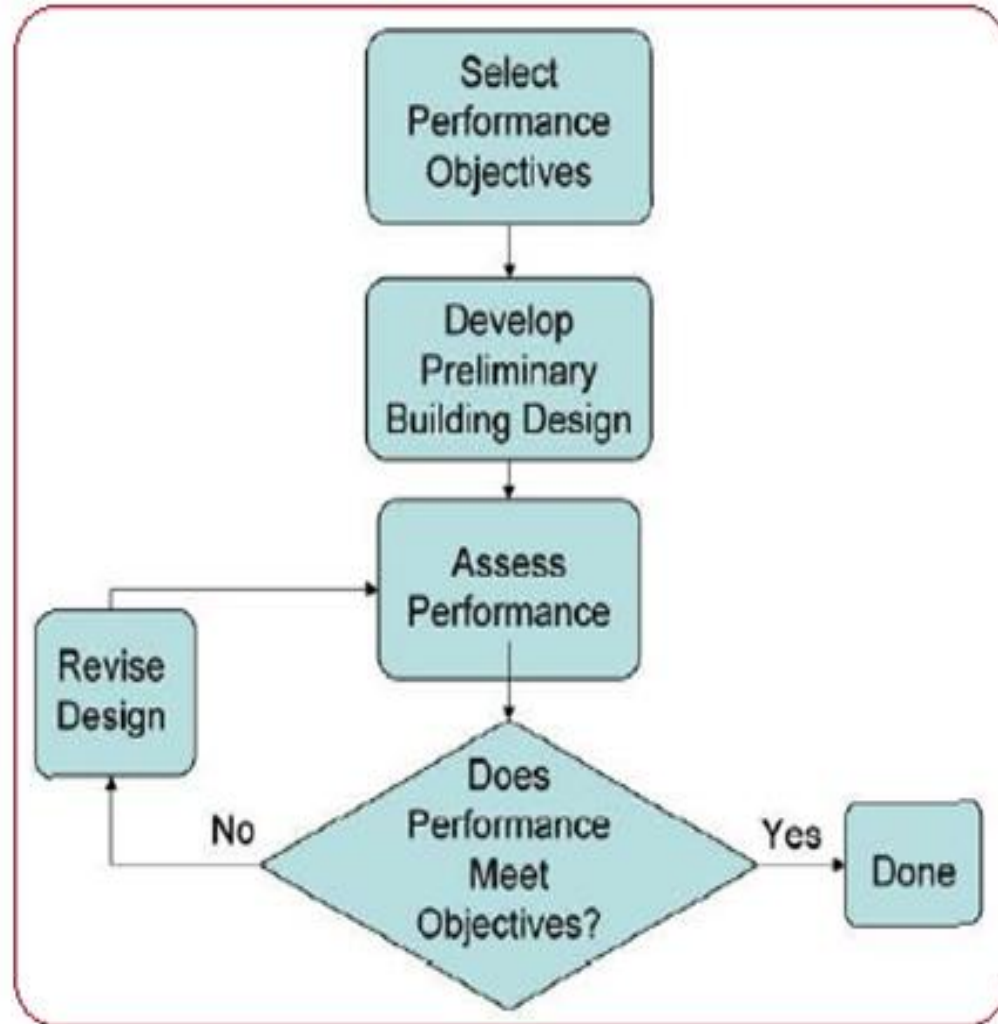 Select
Performance
Objectives
Develop
Preliminary
Building Design
Assess
Performance
Revise
Design
Does
Performance
Meet
Objectives?
No
Yes
Done